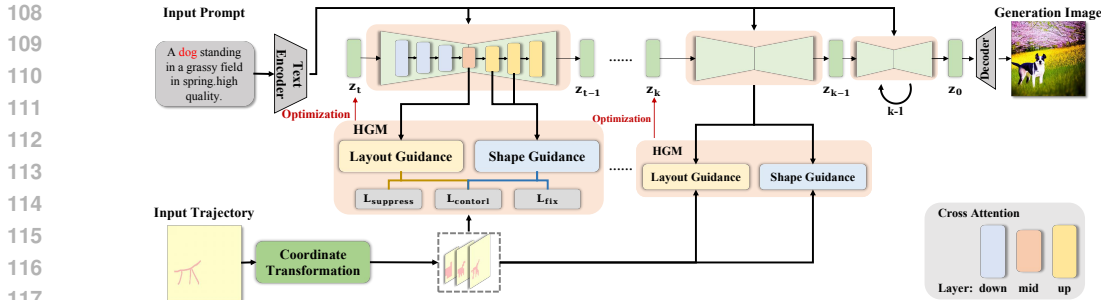 108
109
110
111
112
113
114
115
116
117
Input Prompt
A dog standing
in a grassy field
in spring.high
quality.
Text
Encoder
z_t
z_{t-1}
......
z_k
z_{k-1}
k-1
z_0
Decoder
Generation Image
Optimization
HGM
Layout Guidance
Shape Guidance
L_suppress
L_contorl
L_fix
......
Optimization
HGM
Layout Guidance
Shape Guidance
Input Trajectory
Coordinate
Transformation
Cross Attention
Layer: down mid up